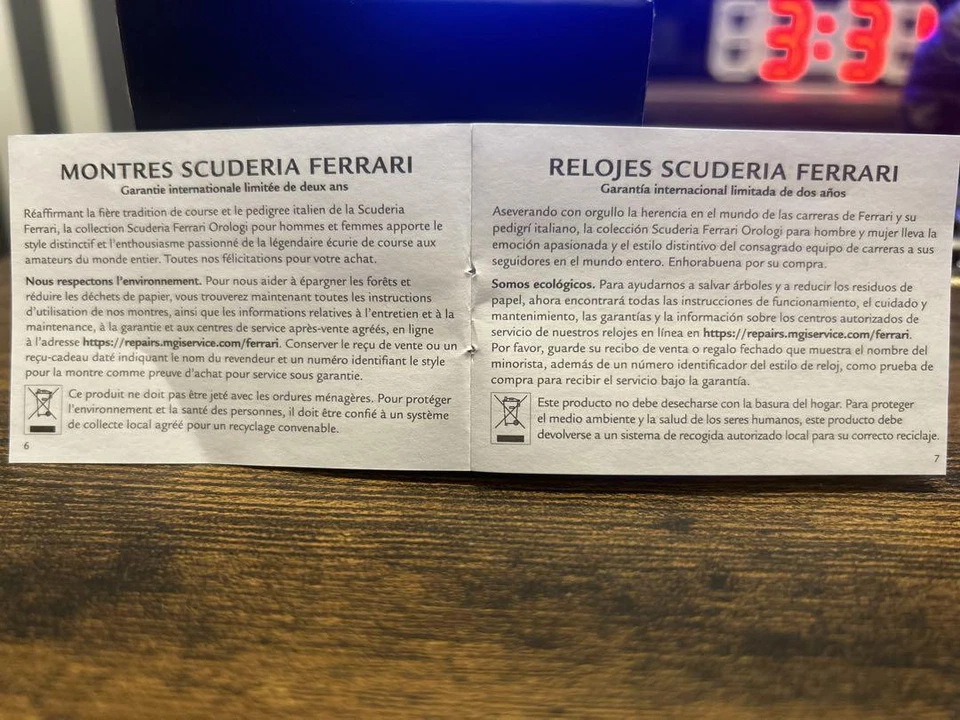 3:3
MONTRES SCUDERIA FERRARI
Garantie internationale limitée de deux ans
Réaffirmant la fière tradition de course et le pedigree italien de la Scuderia
Ferrari, la collection Scuderia Ferrari Orologi pour hommes et femmes apporte le
style distinctif et l'enthousiasme passionné de la légendaire écurie de course aux
amateurs du monde entier. Toutes nos félicitations pour votre achat.
Nous respectons l'environnement. Pour nous aider à épargner les forêts et
réduire les déchets de papier, vous trouverez maintenant toutes les instructions
d'utilisation de nos montres, ainsi que les informations relatives à l'entretien et à la
maintenance, à la garantie et aux centres de service après-vente agréés, en ligne
à l'adresse https://repairs.mgiservice.com/ferrari. Conserver le reçu de vente ou un
reçu-cadeau daté indiquant le nom du revendeur et un numéro identifiant le style
pour la montre comme preuve d'achat pour service sous garantie.
Ce produit ne doit pas être jeté avec les ordures ménagères. Pour protéger
l'environnement et la santé des personnes, il doit être confié à un système
de collecte local agréé pour un recyclage convenable.
6
RELOJES SCUDERIA FERRARI
Garantía internacional limitada de dos años
Aseverando con orgullo la herencia en el mundo de las carreras de Ferrari y su
pedigrí italiano, la colección Scuderia Ferrari Orologi para hombre y mujer lleva la
emoción apasionada y el estilo distintivo del consagrado equipo de carreras a sus
seguidores en el mundo entero. Enhorabuena por su compra.
Somos ecológicos. Para ayudarnos a salvar árboles y a reducir los residuos de
papel, ahora encontrará todas las instrucciones de funcionamiento, el cuidado y
mantenimiento, las garantías y la información sobre los centros autorizados de
servicio de nuestros relojes en línea en https://repairs.mgiservice.com/ferrari.
Por favor, guarde su recibo de venta o regalo fechado que muestra el nombre del
minorista, además de un número identificador del estilo de reloj, como prueba de
compra para recibir el servicio bajo la garantía.
Este producto no debe desecharse con la basura del hogar. Para proteger
el medio ambiente y la salud de los seres humanos, este producto debe
devolverse a un sistema de recogida autorizado local para su correcto reciclaje.
7